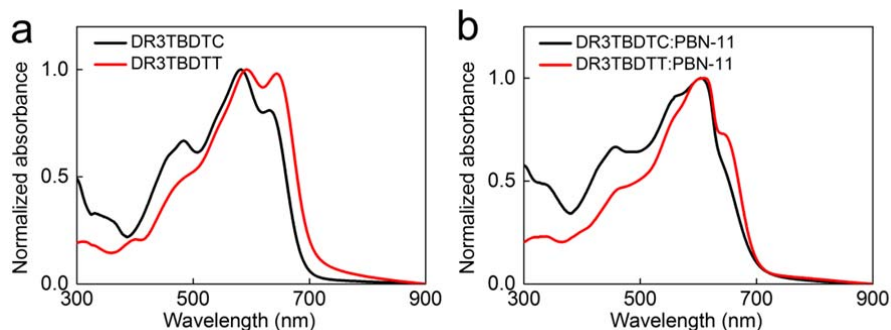 a
DR3TBDTC
DR3TBDTT
1.0
0.5
0.0
300
500
700
900
Wavelength (nm)
Normalized absorbance
b
DR3TBDTC:PBN-11
DR3TBDTT:PBN-11
1.0
0.5
0.0
300
500
700
900
Wavelength (nm)
Normalized absorbance